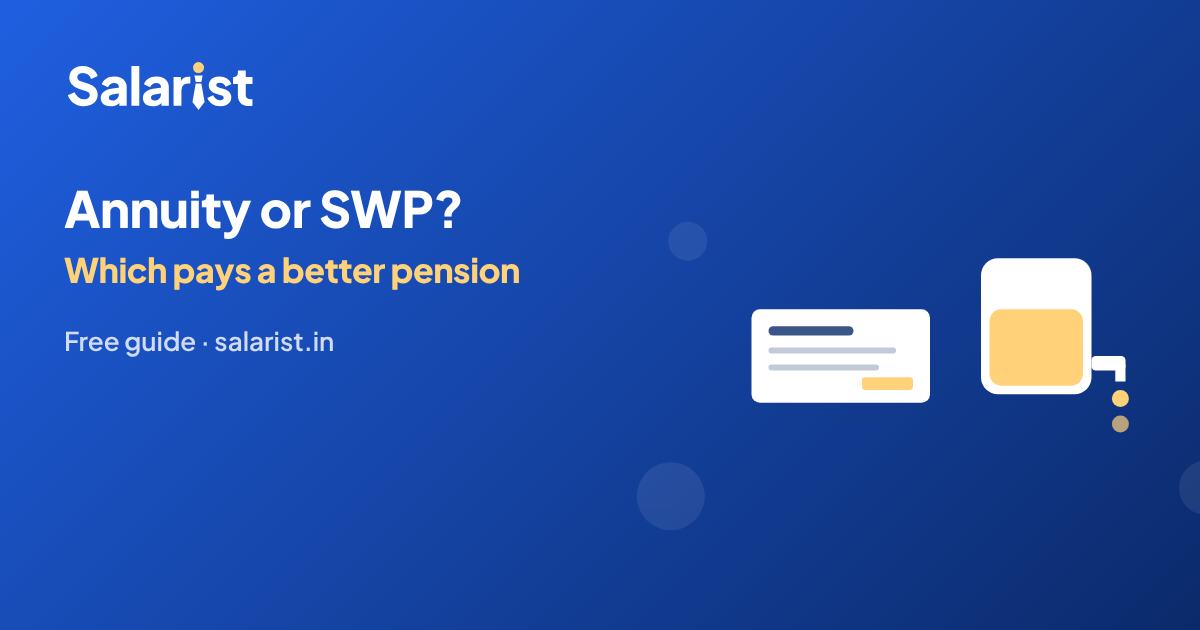 Salarist
Annuity or SWP?
Which pays a better pension
Free guide · salarist.in